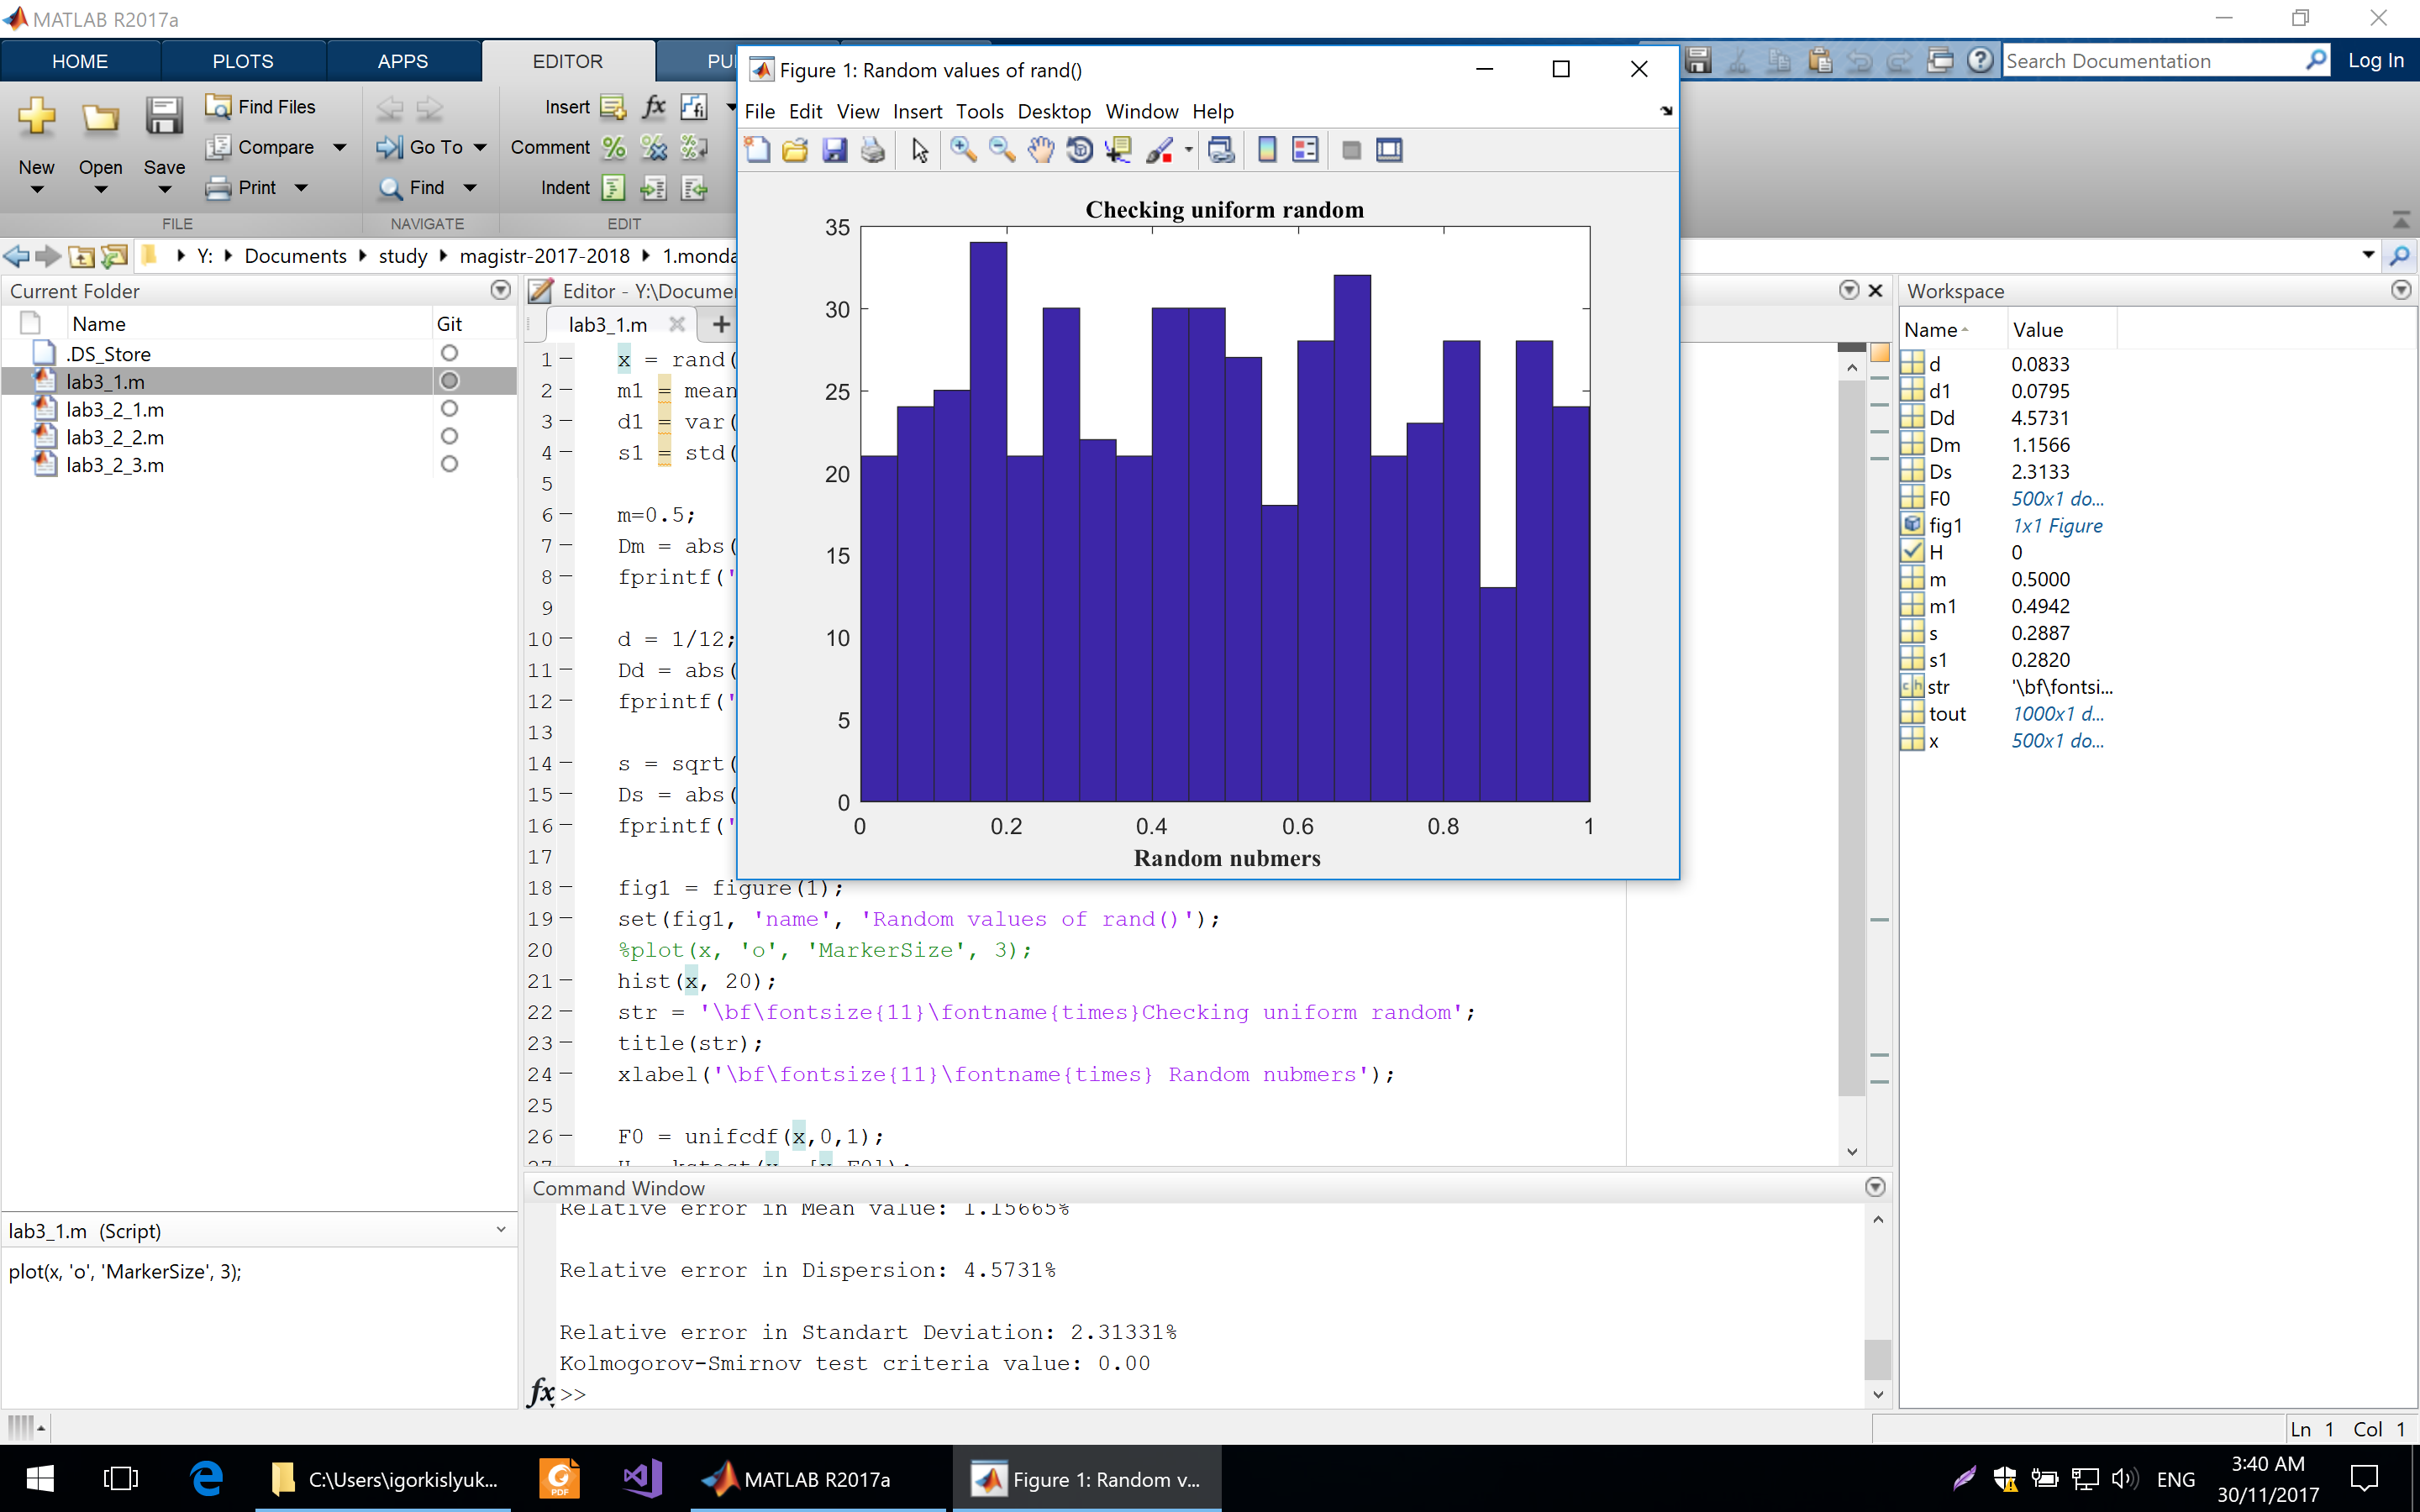 MATLAB R2017a
HOME PLOTS APPS EDITOR PU
Search Documentation Log In
New Open Save
Find Files
Compare
Print
Go To
Find
Insert
Comment
Indent
FILE NAVIGATE EDIT
Y: Documents study magistr-2017-2018 1.monda
Current Folder
Name Git
.DS_Store
lab3_1.m
lab3_2_1.m
lab3_2_2.m
lab3_2_3.m
lab3_1.m (Script)
plot(x, 'o', 'MarkerSize', 3);
Editor - Y:\Docume
lab3_1.m
1 x = rand(
2 m1 = mean
3 d1 = var(
4 s1 = std(
5
6 m=0.5;
7 Dm = abs(
8 fprintf('
9
10 d = 1/12;
11 Dd = abs(
12 fprintf('
13
14 s = sqrt(
15 Ds = abs(
16 fprintf('
17
18 fig1 = figure(1);
19 set(fig1, 'name', 'Random values of rand()');
20 %plot(x, 'o', 'MarkerSize', 3);
21 hist(x, 20);
22 str = '\bf\fontsize{11}\fontname{times}Checking uniform random';
23 title(str);
24 xlabel('\bf\fontsize{11}\fontname{times} Random nubmers');
25
26 F0 = unifcdf(x,0,1);
Figure 1: Random values of rand()
File Edit View Insert Tools Desktop Window Help
Checking uniform random
35
30
25
20
15
10
5
0
0 0.2 0.4 0.6 0.8 1
Random nubmers
Command Window
Relative error in Mean value: 1.15665%
Relative error in Dispersion: 4.5731%
Relative error in Standart Deviation: 2.31331%
Kolmogorov-Smirnov test criteria value: 0.00
fx >>
Workspace
Name Value
d 0.0833
d1 0.0795
Dd 4.5731
Dm 1.1566
Ds 2.3133
F0 500x1 do...
fig1 1x1 Figure
H 0
m 0.5000
m1 0.4942
s 0.2887
s1 0.2820
str '\bf\fontsi...
tout 1000x1 d...
x 500x1 do...
Ln 1 Col 1
C:\Users\igorkislyuk...
MATLAB R2017a
Figure 1: Random v...
ENG
3:40 AM
30/11/2017